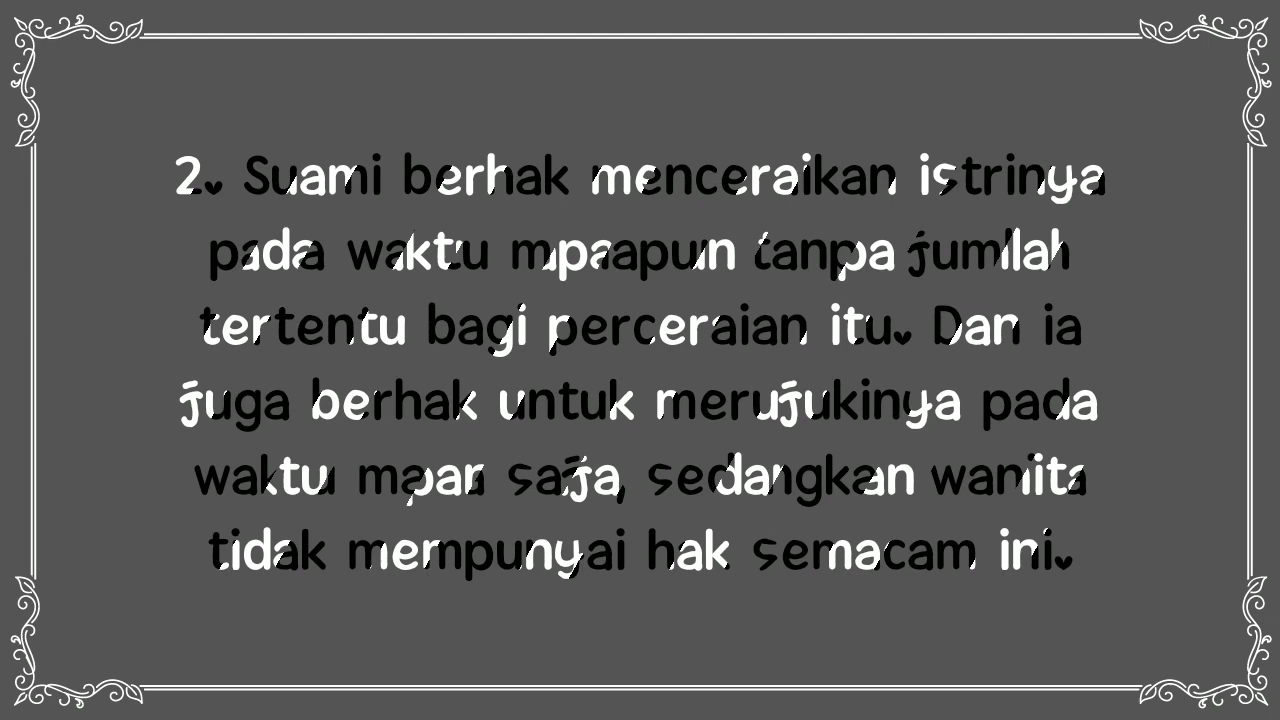 2. Suami berhak menceraikan istrinya
pada waktu mpaapun tanpa jumlah
tertentu bagi perceraian itu. Dan ia
juga berhak untuk merujukinya pada
waktu mapan saja, sedangkan wanita
tidak mempunyai hak semacam ini.